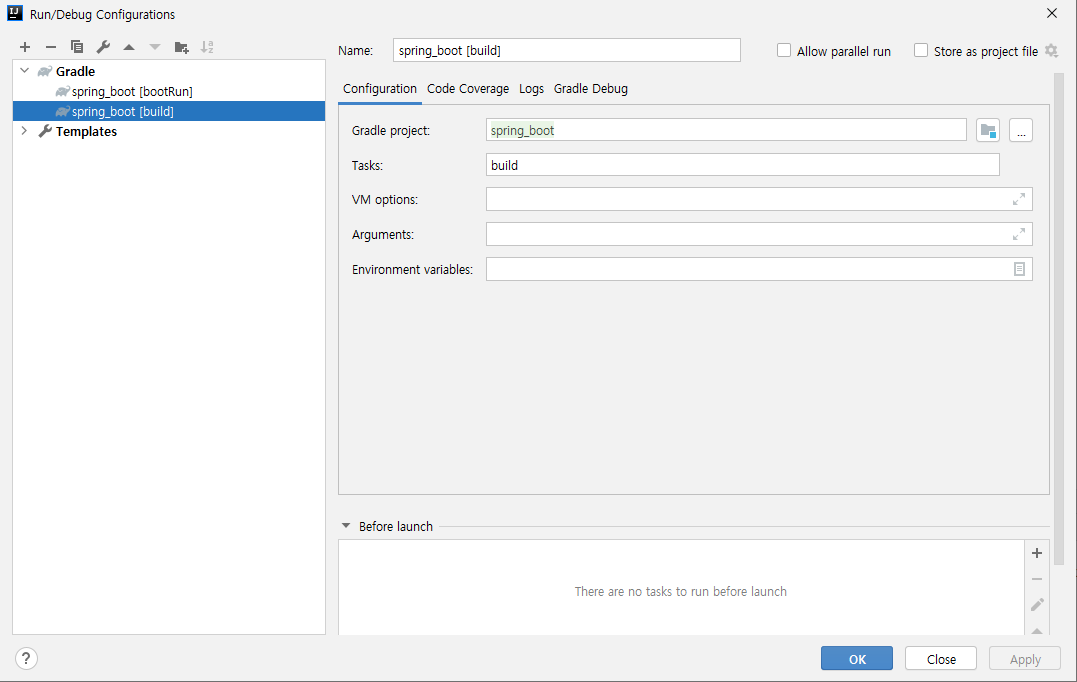 IJ Run/Debug Configurations
Name: spring_boot [build] Allow parallel run Store as project file
Gradle
spring_boot [bootRun]
spring_boot [build]
Templates
Configuration Code Coverage Logs Gradle Debug
Gradle project: spring_boot ...
Tasks: build
VM options:
Arguments:
Environment variables:
Before launch
There are no tasks to run before launch
? OK Close Apply